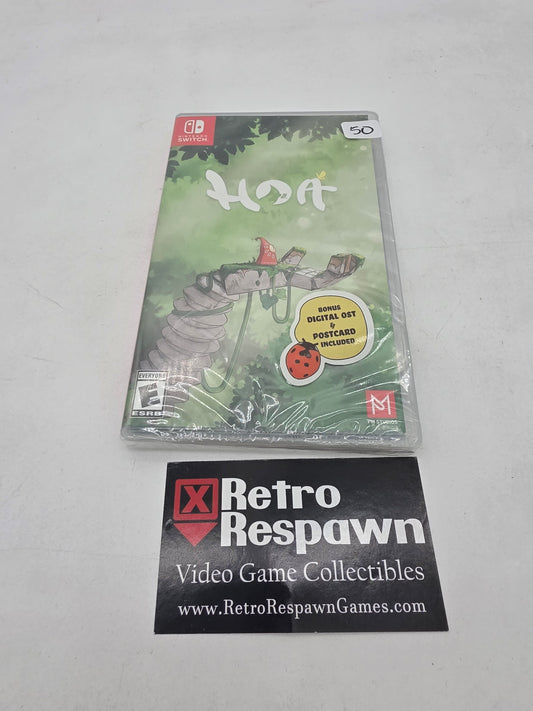 NINTENDO
SWITCH
50
HOA
BONUS
DIGITAL OST
&
POSTCARD
INCLUDED
EVERYONE
E
ESRB
PM STUDIOS
X Retro
Respawn
Video Game Collectibles
www.RetroRespawnGames.com